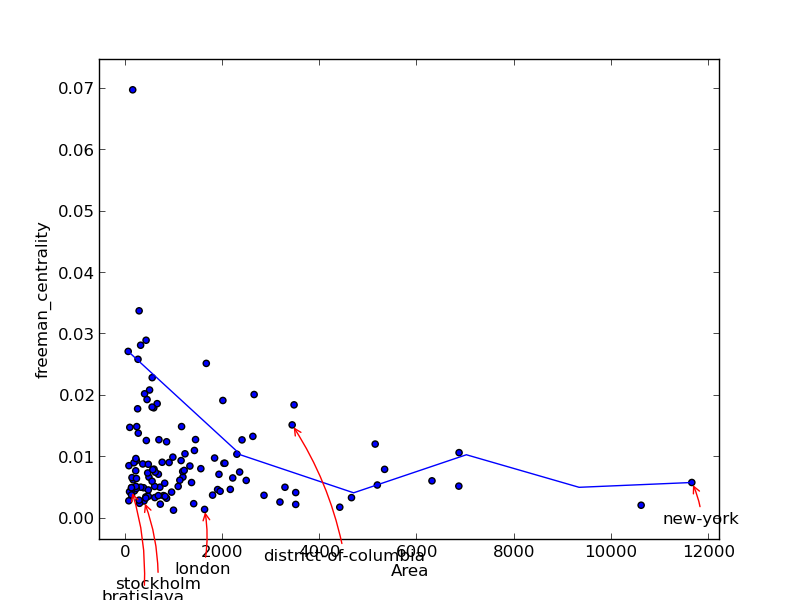 0.07
0.06
0.05
0.04
0.03
0.02
0.01
0.00
freeman_centrality
0 2000 4000 6000 8000 10000 12000
Area
new-york
district-of-columbia
london
stockholm
bratislava